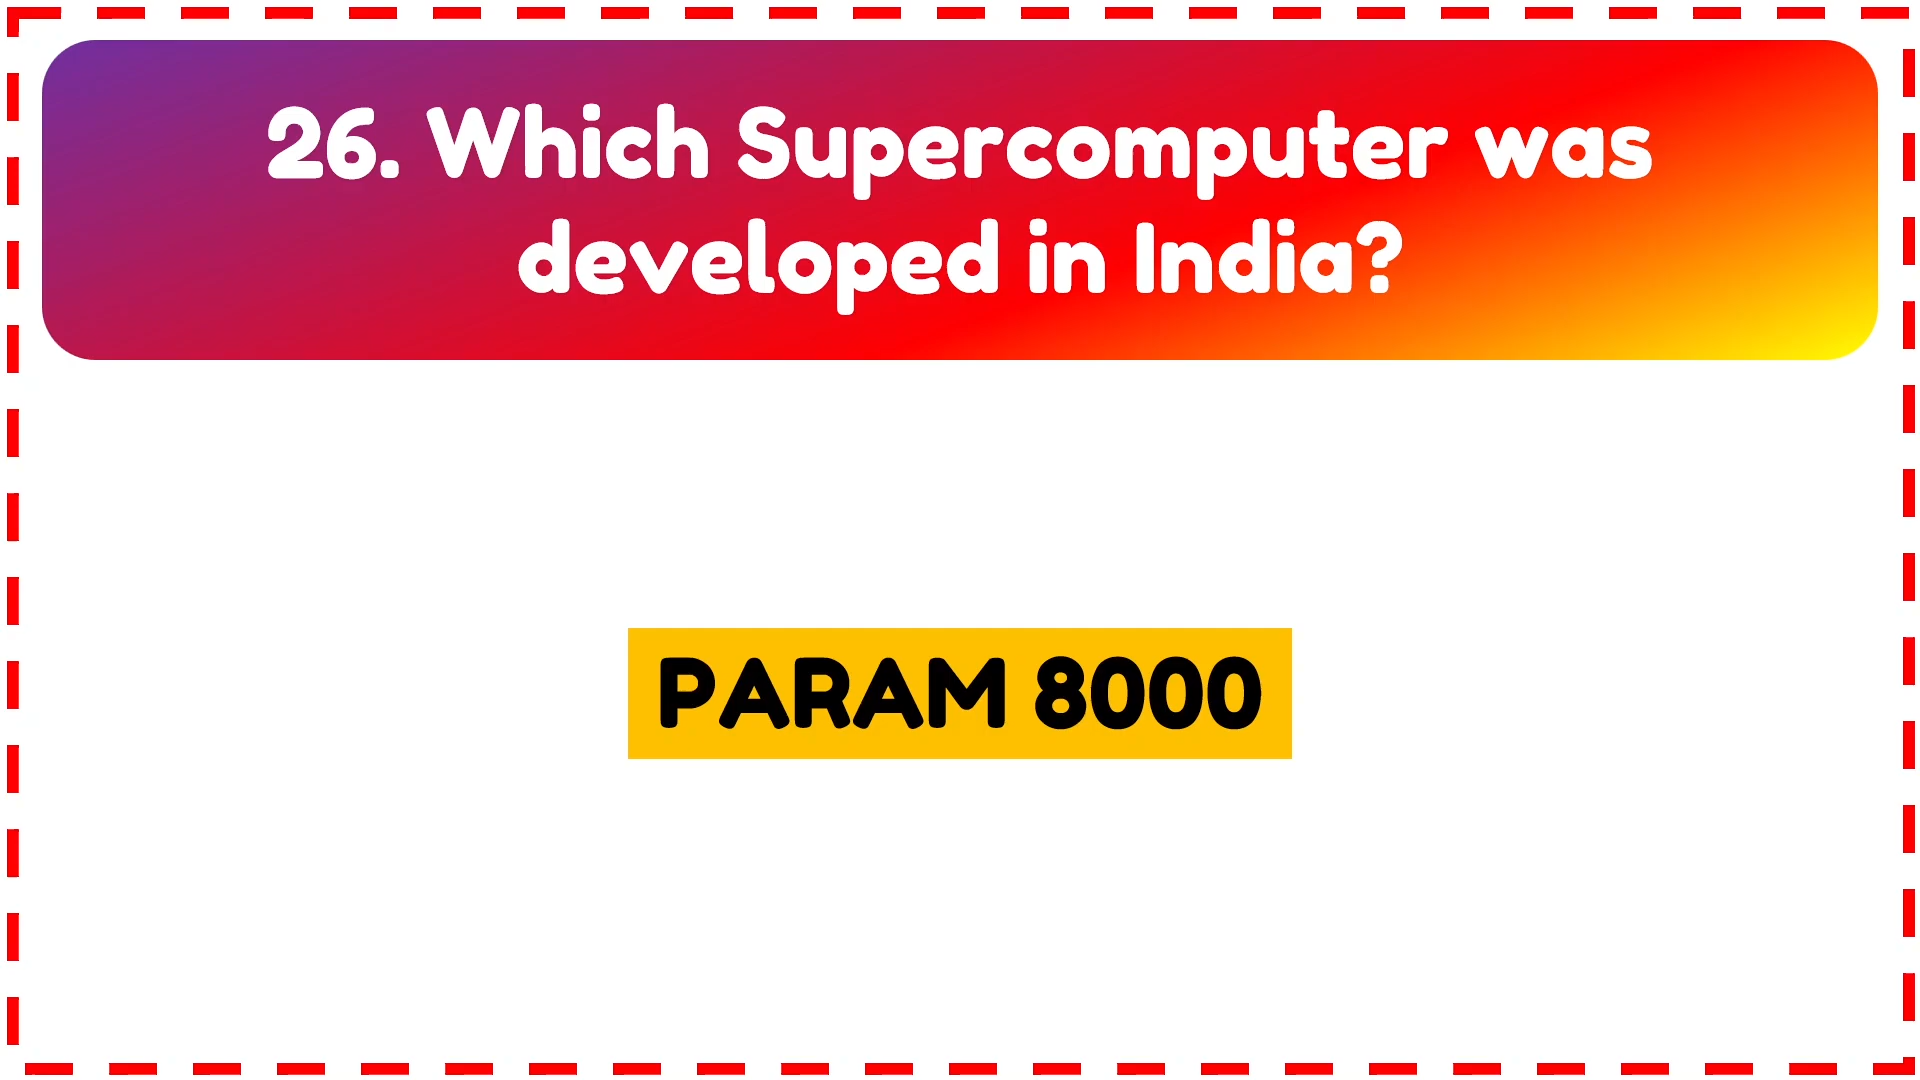 26. Which Supercomputer was
developed in India?
PARAM 8000